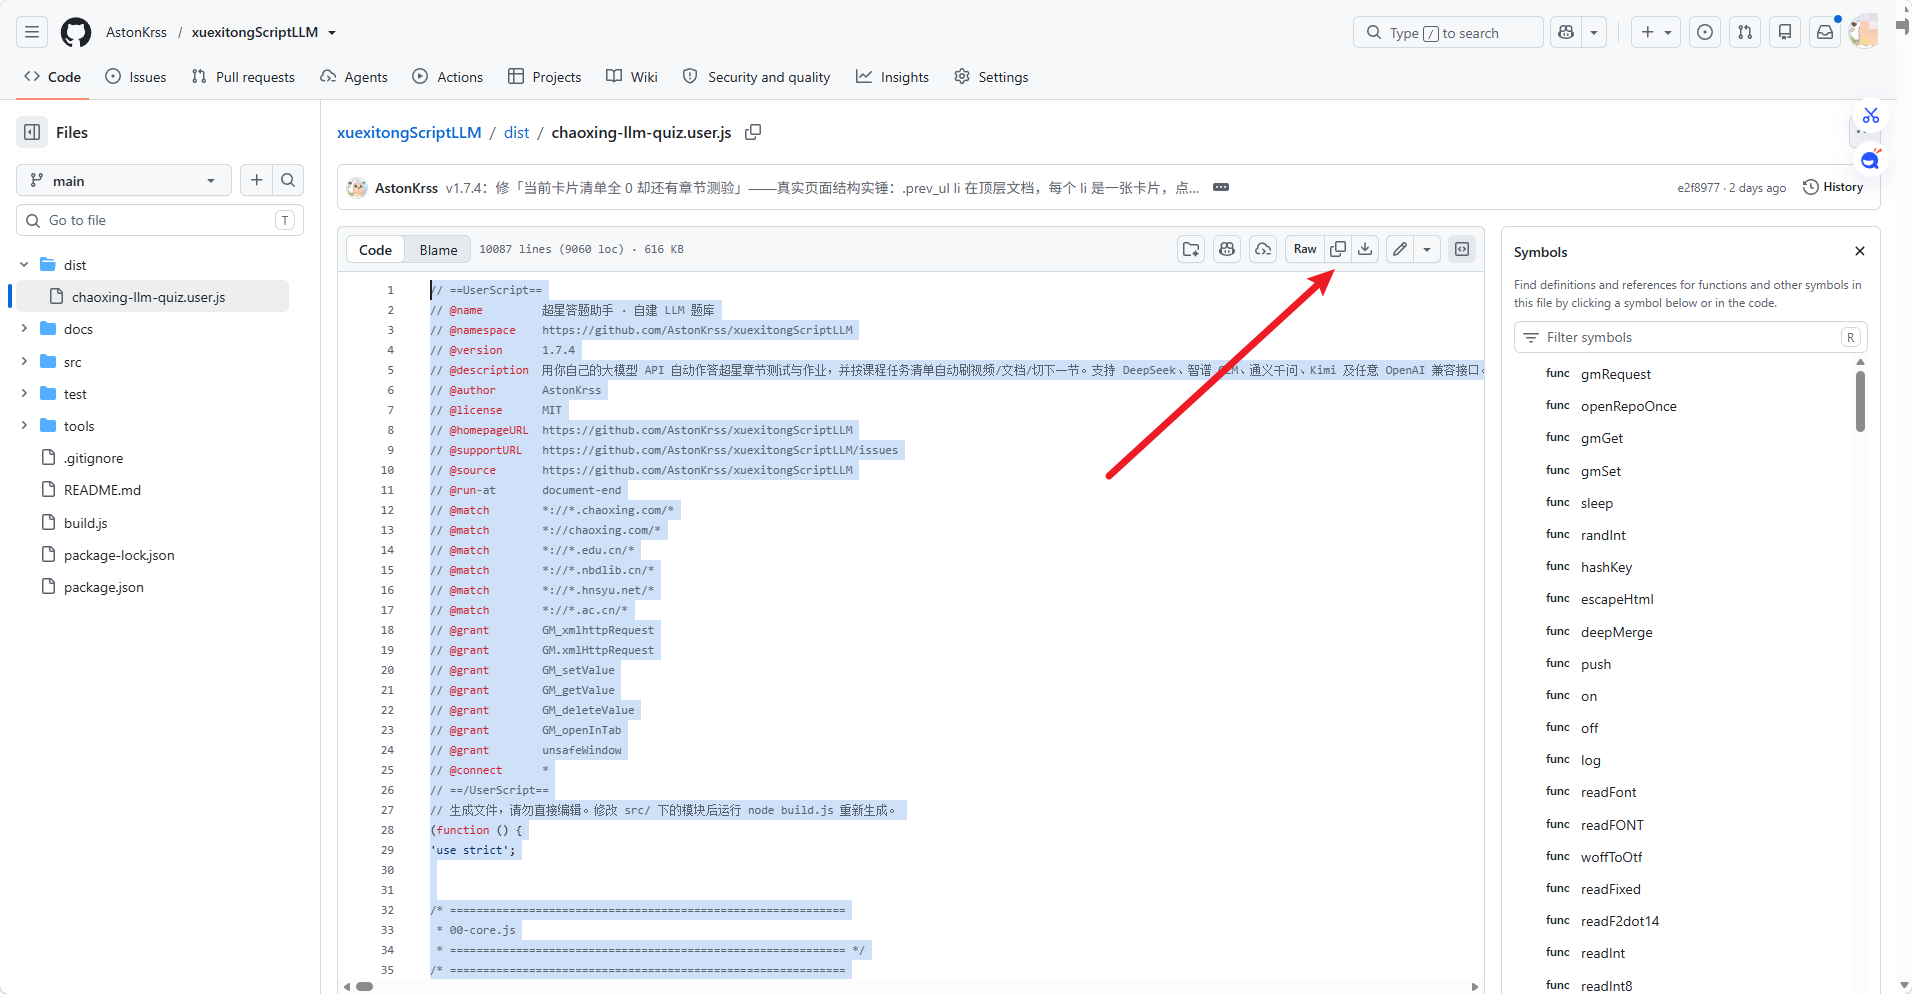 AstonKrss / xuexitongScriptLLM
Type / to search
Code
Issues
Pull requests
Agents
Actions
Projects
Wiki
Security and quality
Insights
Settings
Files
main
Go to file
T
dist
chaoxing-llm-quiz.user.js
docs
src
test
tools
.gitignore
README.md
build.js
package-lock.json
package.json
xuexitongScriptLLM / dist / chaoxing-llm-quiz.user.js
AstonKrss v1.7.4：修「当前卡片清单全 0 却还有章节测验」——真实页面结构实锤：.prev_ul li 在顶层文档，每个 li 是一张卡片，点...
e2f8977 · 2 days ago
History
Code
Blame
10087 lines (9060 loc) · 616 KB
Raw
1 // ==UserScript==
2 // @name 超星答题助手 · 自建 LLM 题库
3 // @namespace https://github.com/AstonKrss/xuexitongScriptLLM
4 // @version 1.7.4
5 // @description 用你自己的大模型 API 自动作答超星章节测试与作业，并按课程任务清单自动刷视频/文档/切下一节。支持 DeepSeek、智谱 GLM、通义千问、Kimi 及任意 OpenAI 兼容接口。
6 // @author AstonKrss
7 // @license MIT
8 // @homepageURL https://github.com/AstonKrss/xuexitongScriptLLM
9 // @supportURL https://github.com/AstonKrss/xuexitongScriptLLM/issues
10 // @source https://github.com/AstonKrss/xuexitongScriptLLM
11 // @run-at document-end
12 // @match *://*.chaoxing.com/*
13 // @match *://chaoxing.com/*
14 // @match *://*.edu.cn/*
15 // @match *://*.nbdlib.cn/*
16 // @match *://*.hnsyu.net/*
17 // @match *://*.ac.cn/*
18 // @grant GM_xmlhttpRequest
19 // @grant GM.xmlHttpRequest
20 // @grant GM_setValue
21 // @grant GM_getValue
22 // @grant GM_deleteValue
23 // @grant GM_openInTab
24 // @grant unsafeWindow
25 // @connect *
26 // ==/UserScript==
27 // 生成文件，请勿直接编辑。修改 src/ 下的模块后运行 node build.js 重新生成。
28 (function () {
29 'use strict';
30
31
32 /* ============================================================
33 * 00-core.js
34 * ============================================================ */
35 /* ============================================================
Symbols
Find definitions and references for functions and other symbols in
this file by clicking a symbol below or in the code.
Filter symbols
R
func gmRequest
func openRepoOnce
func gmGet
func gmSet
func sleep
func randInt
func hashKey
func escapeHtml
func deepMerge
func push
func on
func off
func log
func readFont
func readFONT
func woffToOtf
func readFixed
func readF2dot14
func readInt
func readInt8